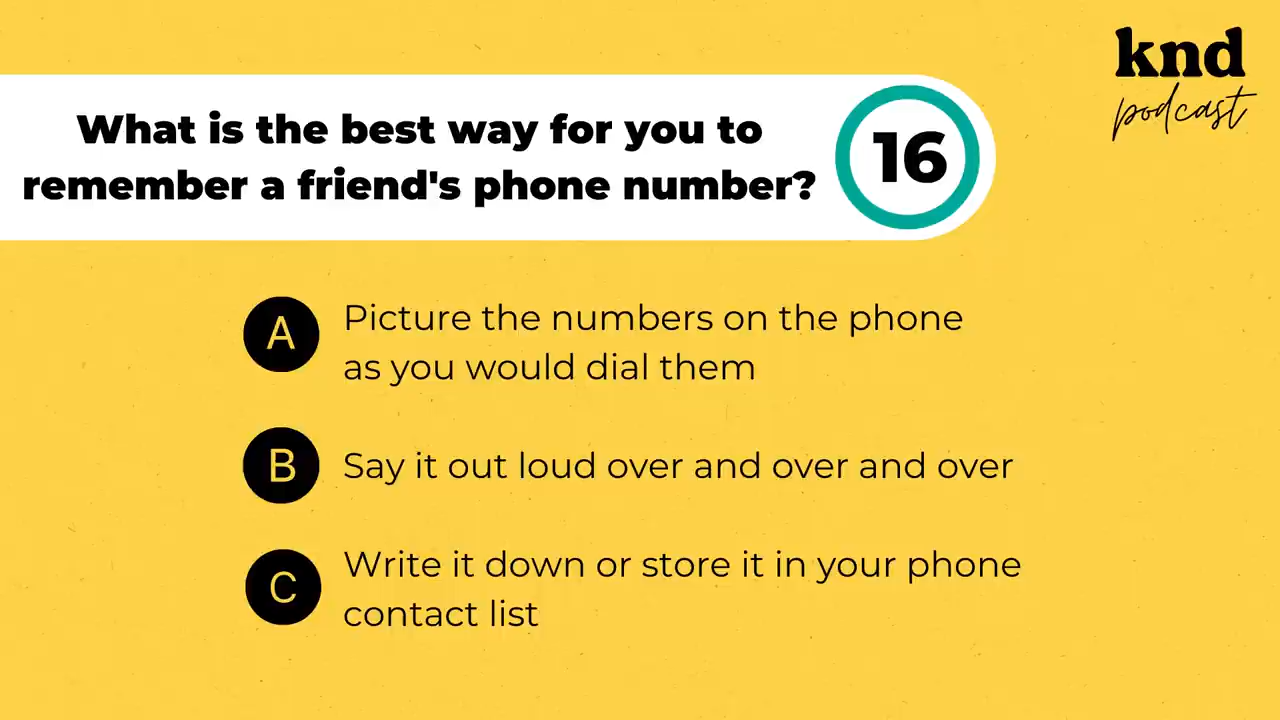 knd
podcast
What is the best way for you to
remember a friend's phone number?
16
A
Picture the numbers on the phone
as you would dial them
B
Say it out loud over and over and over
C
Write it down or store it in your phone
contact list